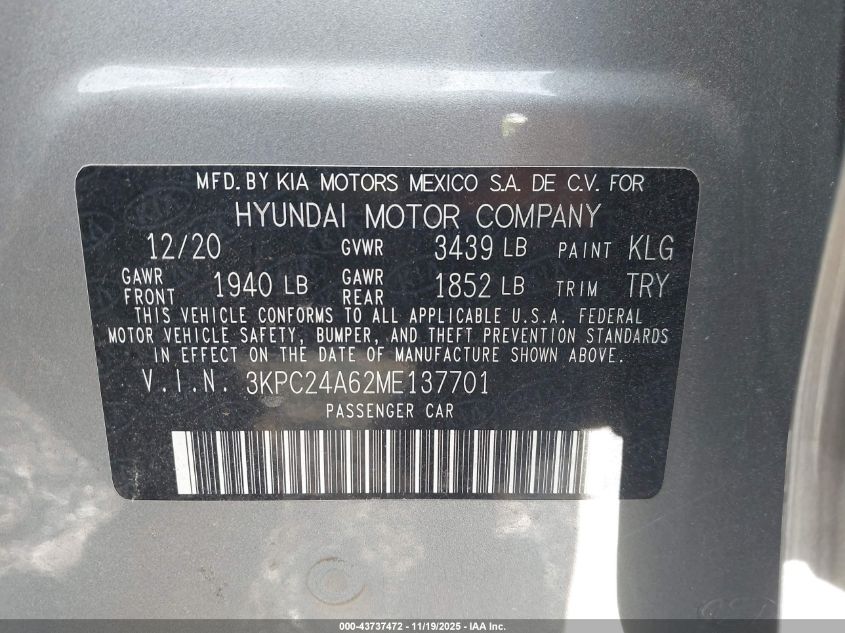 MFD. BY KIA MOTORS MEXICO S.A. DE C.V. FOR
HYUNDAI MOTOR COMPANY
12/20 GVWR 3439 LB PAINT KLG
GAWR FRONT 1940 LB GAWR REAR 1852 LB TRIM TRY
THIS VEHICLE CONFORMS TO ALL APPLICABLE U.S.A. FEDERAL
MOTOR VEHICLE SAFETY, BUMPER, AND THEFT PREVENTION STANDARDS
IN EFFECT ON THE DATE OF MANUFACTURE SHOWN ABOVE.
V.I.N. 3KPC24A62ME137701
PASSENGER CAR
000-43737472 - 11/19/2025 - IAA Inc.